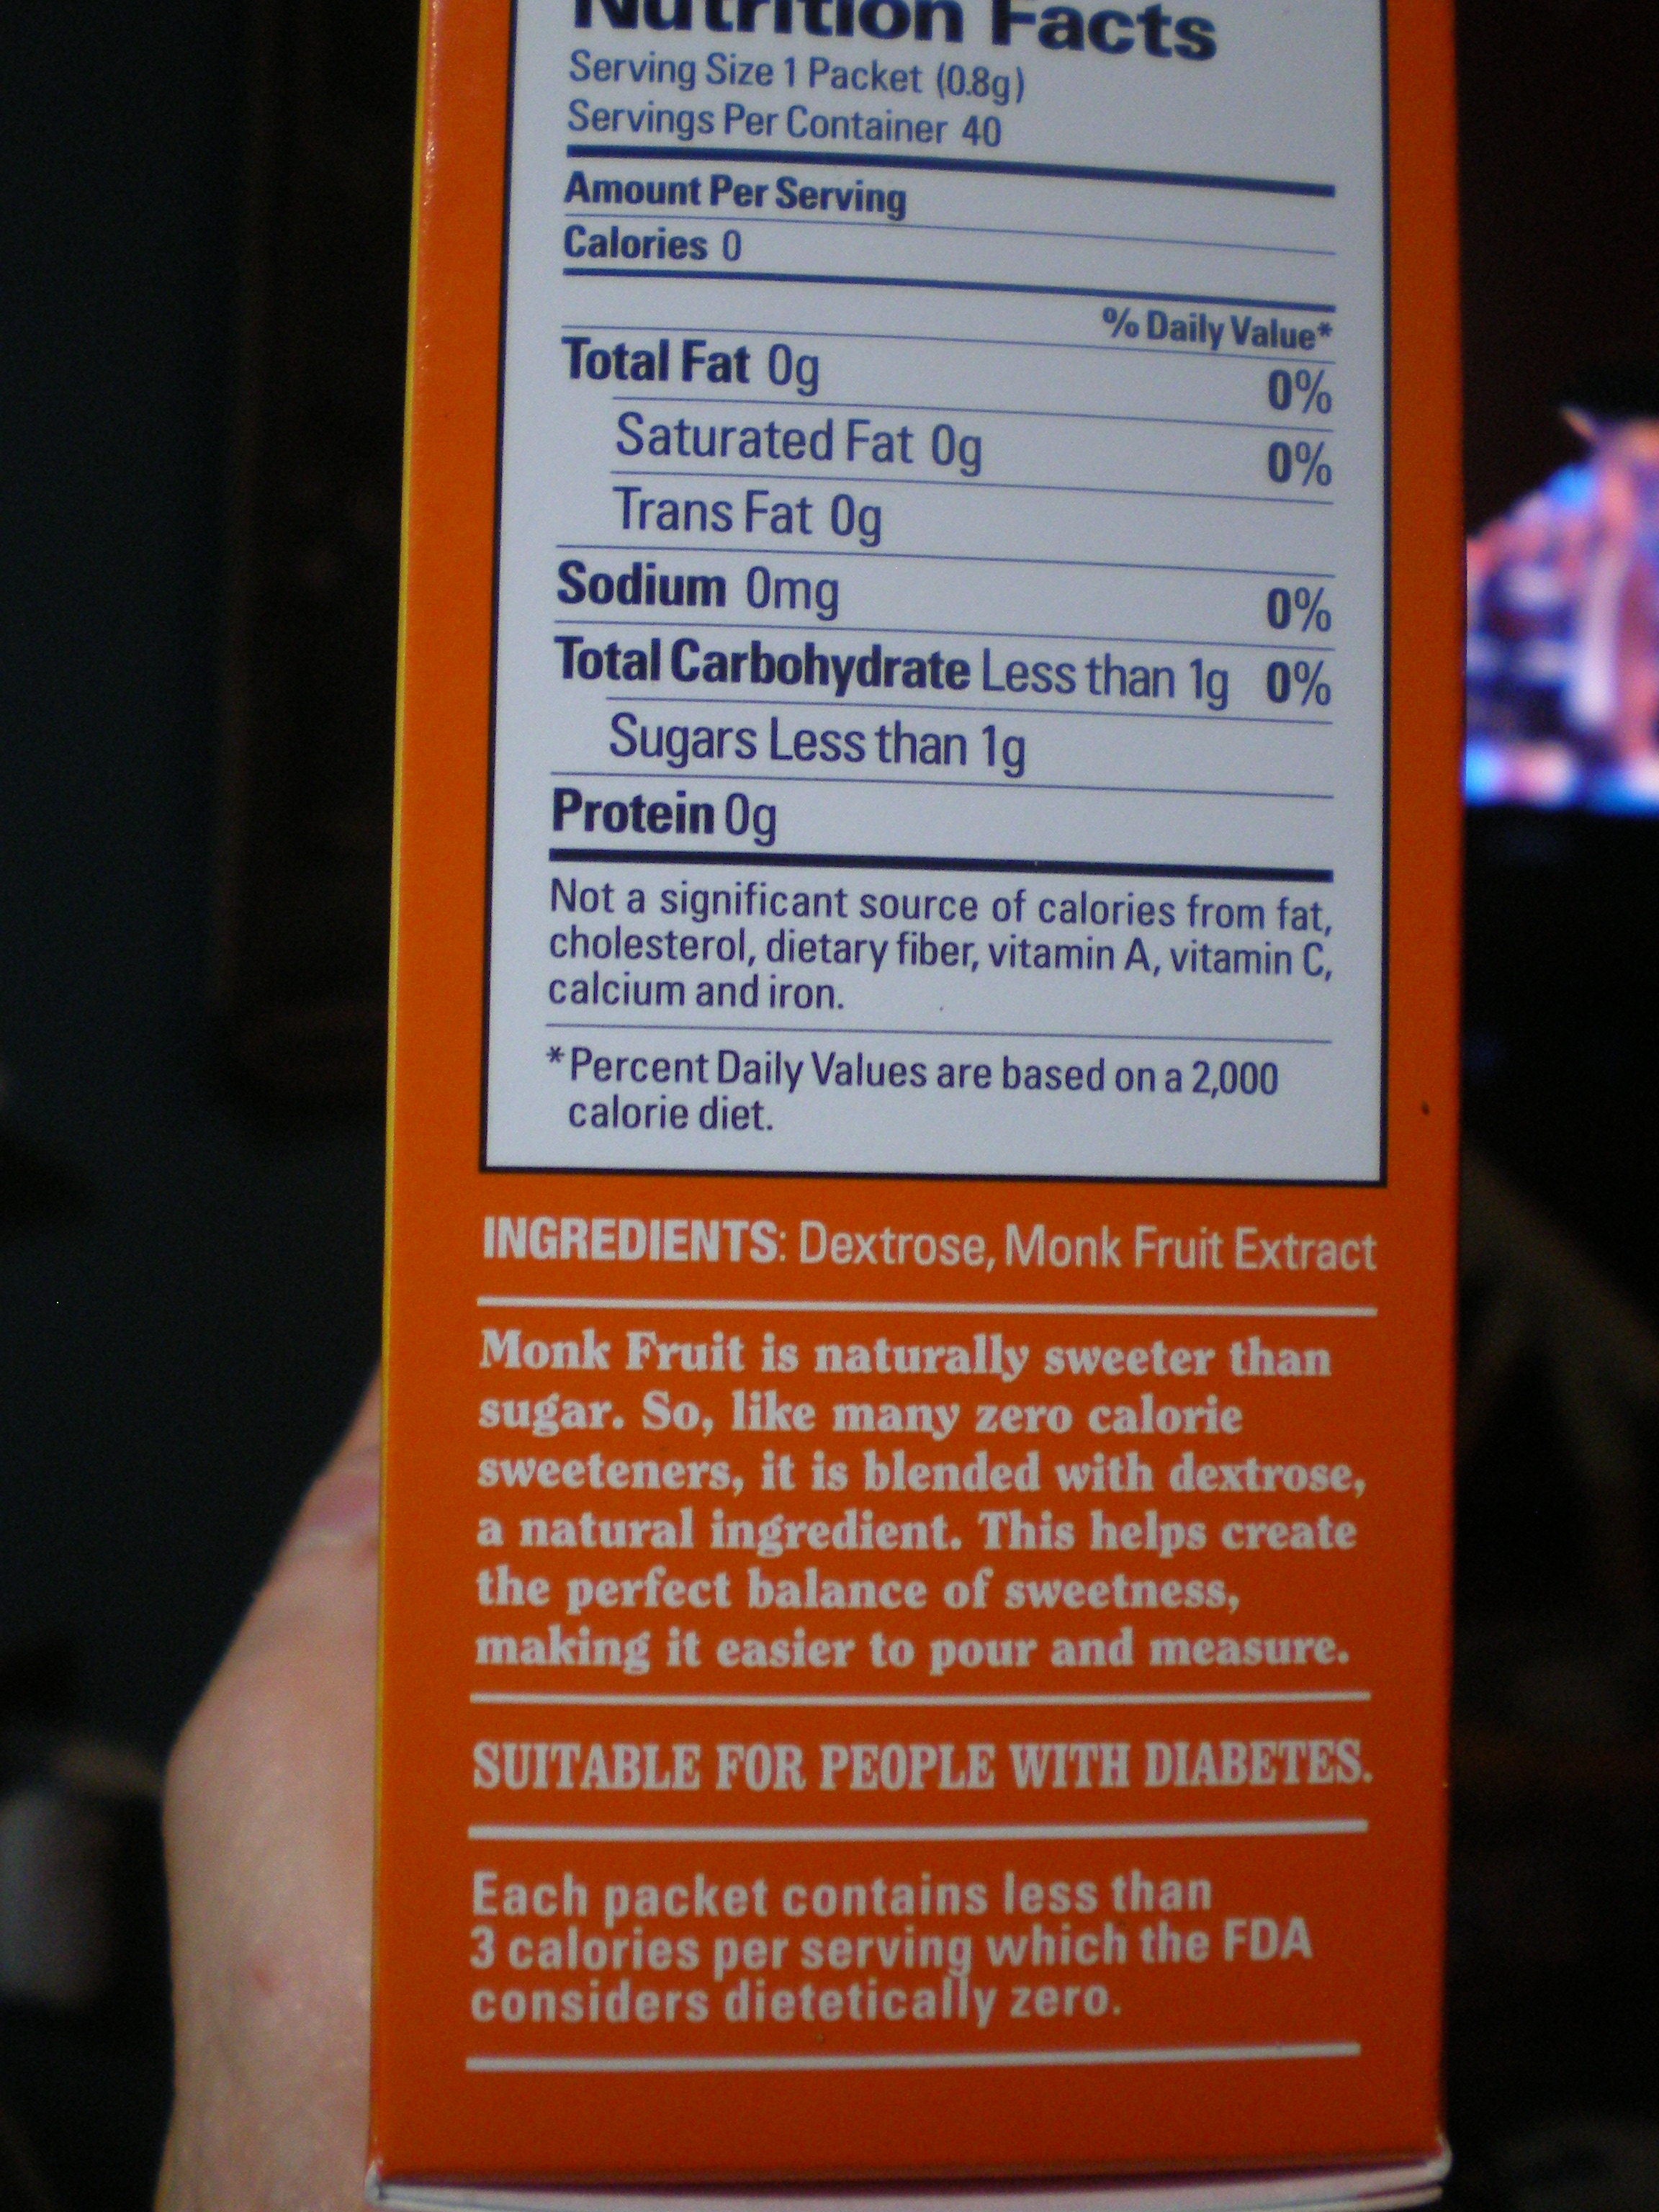 Nutrition Facts
Serving Size 1 Packet (0.8g)
Servings Per Container 40
Amount Per Serving
Calories 0
% Daily Value*
Total Fat 0g 0%
Saturated Fat 0g 0%
Trans Fat 0g
Sodium 0mg 0%
Total Carbohydrate Less than 1g 0%
Sugars Less than 1g
Protein 0g
Not a significant source of calories from fat,
cholesterol, dietary fiber, vitamin A, vitamin C,
calcium and iron.
*Percent Daily Values are based on a 2,000
calorie diet.
INGREDIENTS: Dextrose, Monk Fruit Extract
Monk Fruit is naturally sweeter than
sugar. So, like many zero calorie
sweeteners, it is blended with dextrose,
a natural ingredient. This helps create
the perfect balance of sweetness,
making it easier to pour and measure.
SUITABLE FOR PEOPLE WITH DIABETES.
Each packet contains less than
3 calories per serving which the FDA
considers dietetically zero.